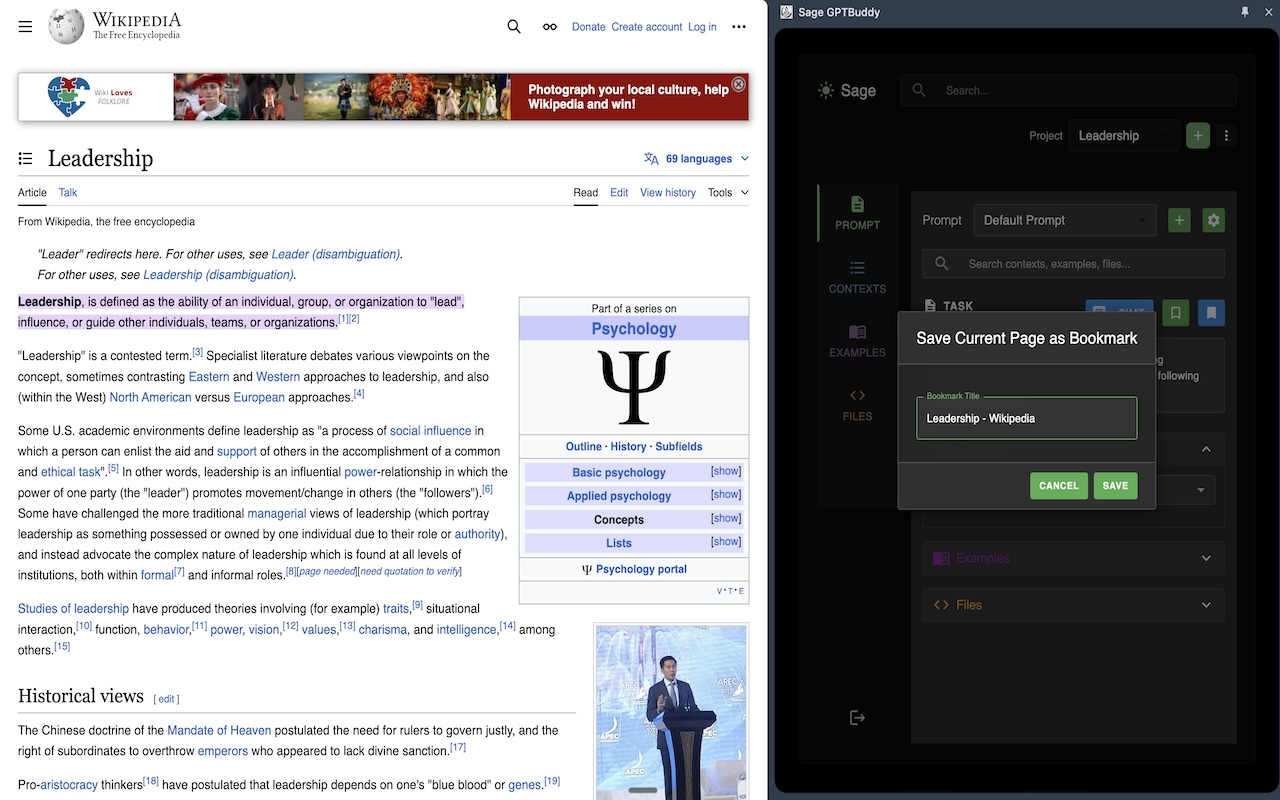 WIKIPEDIA
The Free Encyclopedia
Donate Create account Log in
Wiki Loves
FOLKLORE
Photograph your local culture, help
Wikipedia and win!
Leadership
69 languages
Article Talk
Read Edit View history Tools
From Wikipedia, the free encyclopedia
"Leader" redirects here. For other uses, see Leader (disambiguation).
For other uses, see Leadership (disambiguation).
Leadership, is defined as the ability of an individual, group, or organization to "lead",
influence, or guide other individuals, teams, or organizations.[1][2]
"Leadership" is a contested term.[3] Specialist literature debates various viewpoints on the
concept, sometimes contrasting Eastern and Western approaches to leadership, and also
(within the West) North American versus European approaches.[4]
Some U.S. academic environments define leadership as "a process of social influence in
which a person can enlist the aid and support of others in the accomplishment of a common
and ethical task".[5] In other words, leadership is an influential power-relationship in which the
power of one party (the "leader") promotes movement/change in others (the "followers").[6]
Some have challenged the more traditional managerial views of leadership (which portray
leadership as something possessed or owned by one individual due to their role or authority),
and instead advocate the complex nature of leadership which is found at all levels of
institutions, both within formal[7] and informal roles.[8][page needed][need quotation to verify]
Studies of leadership have produced theories involving (for example) traits,[9] situational
interaction,[10] function, behavior,[11] power, vision,[12] values,[13] charisma, and intelligence,[14] among
others.[15]
Part of a series on
Psychology
Ψ
Outline · History · Subfields
Basic psychology [show]
Applied psychology [show]
Concepts [show]
Lists [show]
Ψ Psychology portal
V·T·E
Historical views [ edit ]
The Chinese doctrine of the Mandate of Heaven postulated the need for rulers to govern justly, and the
right of subordinates to overthrow emperors who appeared to lack divine sanction.[17]
Pro-aristocracy thinkers[18] have postulated that leadership depends on one's "blue blood" or genes.[19]
APEC
APEC
APEC
APEC
Sage GPTBuddy
Sage
Search...
Project Leadership
PROMPT
CONTEXTS
EXAMPLES
FILES
Prompt Default Prompt
Search contexts, examples, files...
TASK
CHAT
following
Save Current Page as Bookmark
Bookmark Title
Leadership - Wikipedia
CANCEL SAVE
Examples
Files